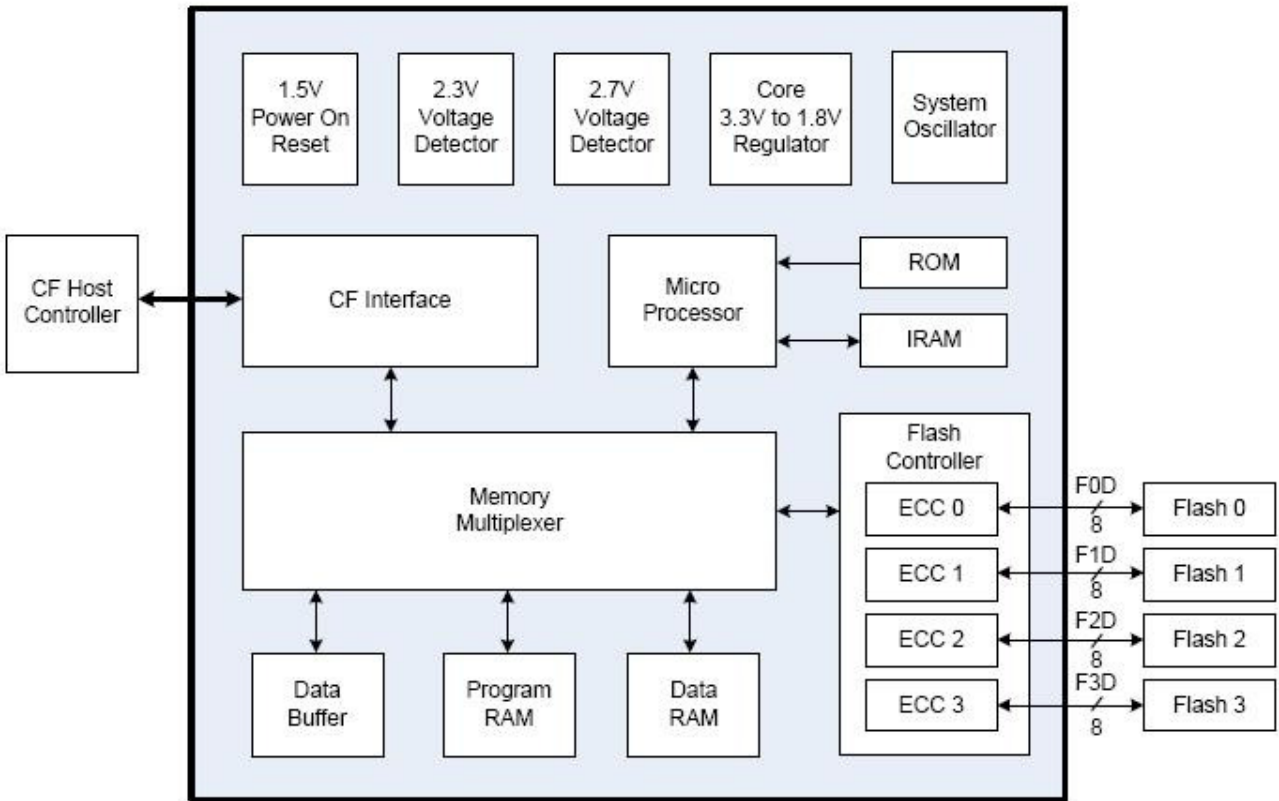 1.5V
Power On
Reset
2.3V
Voltage
Detector
2.7V
Voltage
Detector
Core
3.3V to 1.8V
Regulator
System
Oscillator
CF Host
Controller
CF Interface
Micro
Processor
ROM
IRAM
Memory
Multiplexer
Flash
Controller
ECC 0
F0D
8
Flash 0
ECC 1
F1D
8
Flash 1
ECC 2
F2D
8
Flash 2
ECC 3
F3D
8
Flash 3
Data
Buffer
Program
RAM
Data
RAM